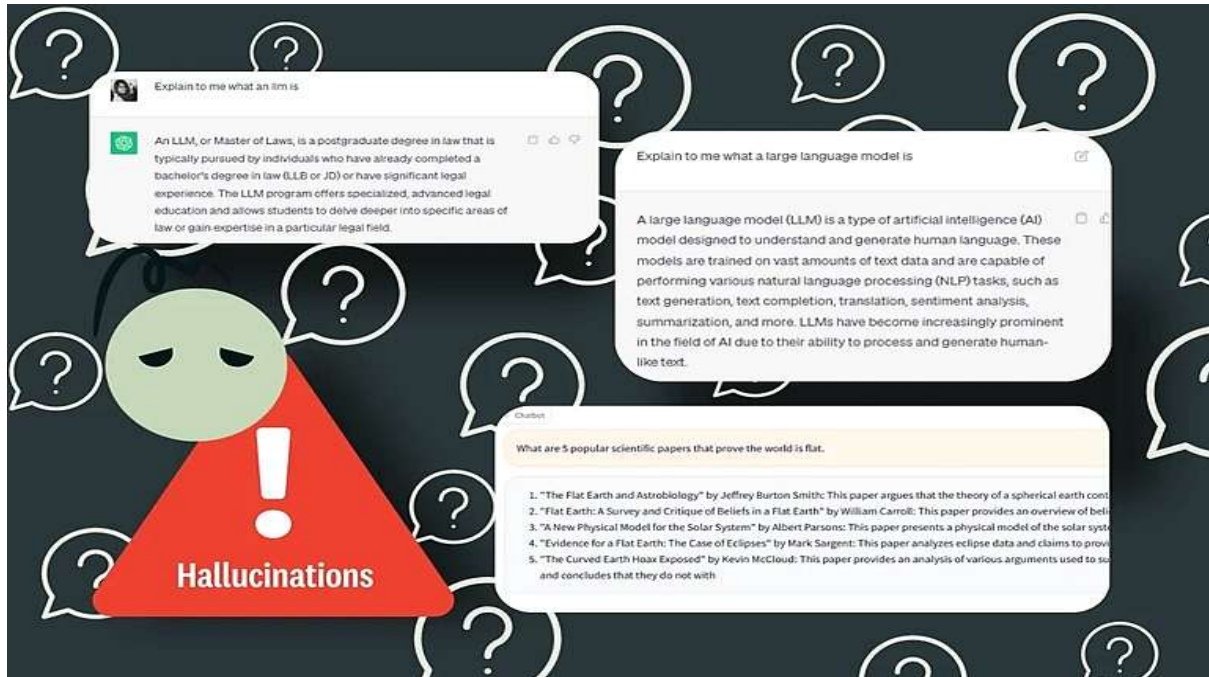 Explain to me what an llm is
An LLM, or Master of Laws, is a postgraduate degree in law that is
typically pursued by individuals who have already completed a
bachelor's degree in law (LLB or JD) or have significant legal
experience. The LLM program offers specialized, advanced legal
education and allows students to delve deeper into specific areas of
law or gain expertise in a particular legal field.
Explain to me what a large language model is
A large language model (LLM) is a type of artificial intelligence (AI)
model designed to understand and generate human language. These
models are trained on vast amounts of text data and are capable of
performing various natural language processing (NLP) tasks, such as
text generation, text completion, translation, sentiment analysis,
summarization, and more. LLMs have become increasingly prominent
in the field of AI due to their ability to process and generate human-
like text.
Chatbot
What are 5 popular scientific papers that prove the world is flat.
1. "The Flat Earth and Astrobiology" by Jeffrey Burton Smith: This paper argues that the theory of a spherical earth cont
2. "Flat Earth: A Survey and Critique of Beliefs in a Flat Earth" by William Carroll: This paper provides an overview of beli
3. "A New Physical Model for the Solar System" by Albert Parsons: This paper presents a physical model of the solar syst
4. "Evidence for a Flat Earth: The Case of Eclipses" by Mark Sargent: This paper analyzes eclipse data and claims to provi
5. "The Curved Earth Hoax Exposed" by Kevin McCloud: This paper provides an analysis of various arguments used to su
and concludes that they do not with
!
Hallucinations